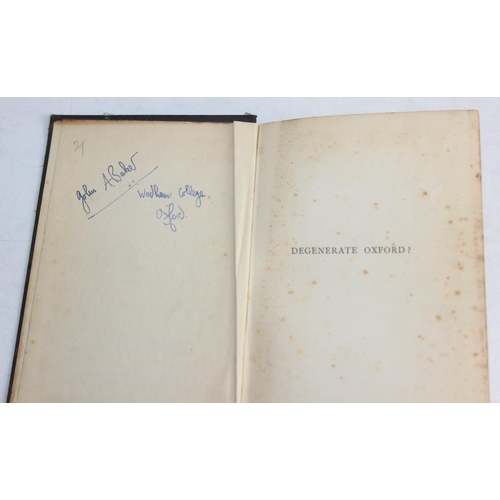 21
John A. Baker
Wadham College
Oxford.
DEGENERATE OXFORD?